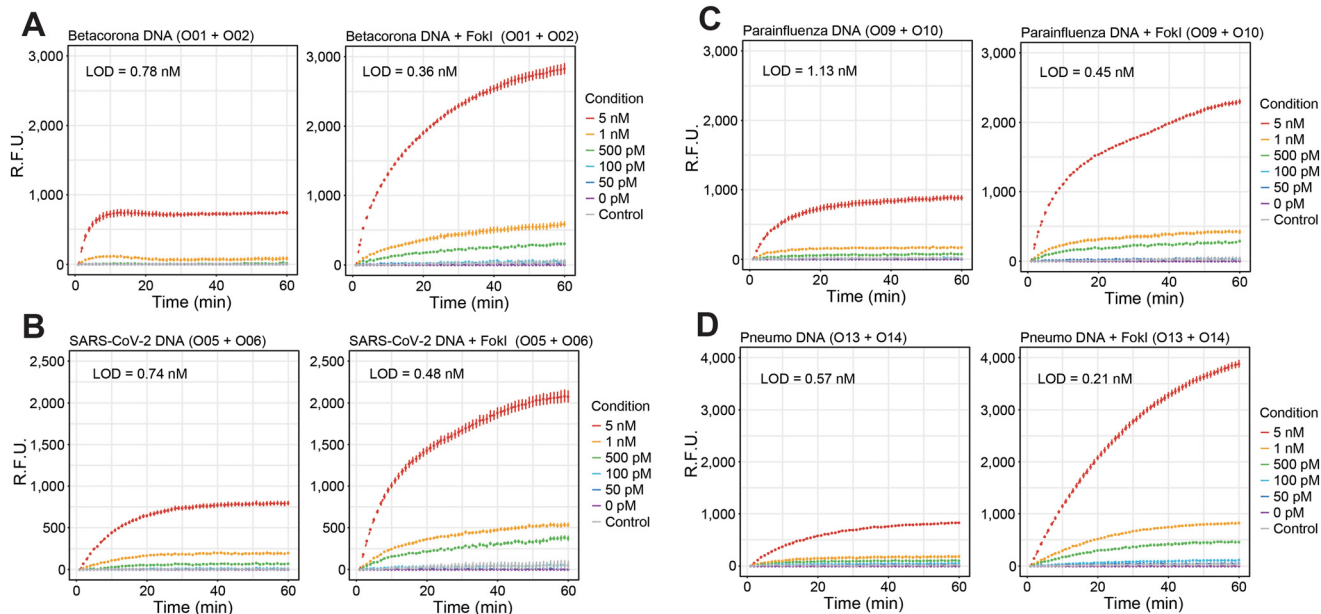 A
Betacorona DNA (O01 + O02)
3,000
2,000
1,000
0
R.F.U.
LOD = 0.78 nM
0
20
40
60
Time (min)
Betacorona DNA + FokI (O01 + O02)
3,000
2,000
1,000
0
LOD = 0.36 nM
0
20
40
60
Time (min)
Condition
5 nM
1 nM
500 pM
100 pM
50 pM
0 pM
Control
B
SARS-CoV-2 DNA (O05 + O06)
2,500
2,000
1,500
1,000
500
0
R.F.U.
LOD = 0.74 nM
0
20
40
60
Time (min)
SARS-CoV-2 DNA + FokI (O05 + O06)
2,500
2,000
1,500
1,000
500
0
LOD = 0.48 nM
0
20
40
60
Time (min)
Condition
5 nM
1 nM
500 pM
100 pM
50 pM
0 pM
Control
C
Parainfluenza DNA (O09 + O10)
3,000
2,000
1,000
0
R.F.U.
LOD = 1.13 nM
0
20
40
60
Time (min)
Parainfluenza DNA + FokI (O09 + O10)
3,000
2,000
1,000
0
LOD = 0.45 nM
0
20
40
60
Time (min)
Condition
5 nM
1 nM
500 pM
100 pM
50 pM
0 pM
Control
D
Pneumo DNA (O13 + O14)
4,000
3,000
2,000
1,000
0
R.F.U.
LOD = 0.57 nM
0
20
40
60
Time (min)
Pneumo DNA + FokI (O13 + O14)
4,000
3,000
2,000
1,000
0
LOD = 0.21 nM
0
20
40
60
Time (min)
Condition
5 nM
1 nM
500 pM
100 pM
50 pM
0 pM
Control